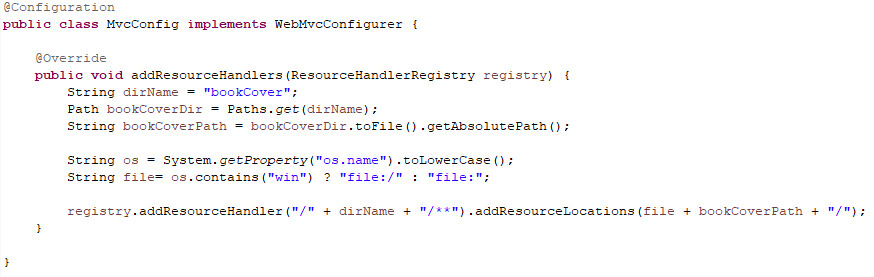 @Configuration
public class MvcConfig implements WebMvcConfigurer {
@Override
public void addResourceHandlers(ResourceHandlerRegistry registry) {
String dirName = "bookCover";
Path bookCoverDir = Paths.get(dirName);
String bookCoverPath = bookCoverDir.toFile().getAbsolutePath();
String os = System.getProperty("os.name").toLowerCase();
String file= os.contains("win") ? "file:/" : "file:";
registry.addResourceHandler("/" + dirName + "/**").addResourceLocations(file + bookCoverPath + "/");
}
}